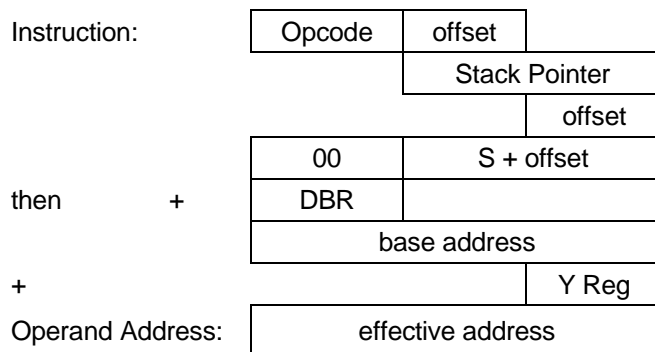 Instruction: Opcode offset
Stack Pointer
offset
00 S + offset
then + DBR
base address
+ Y Reg
Operand Address: effective address